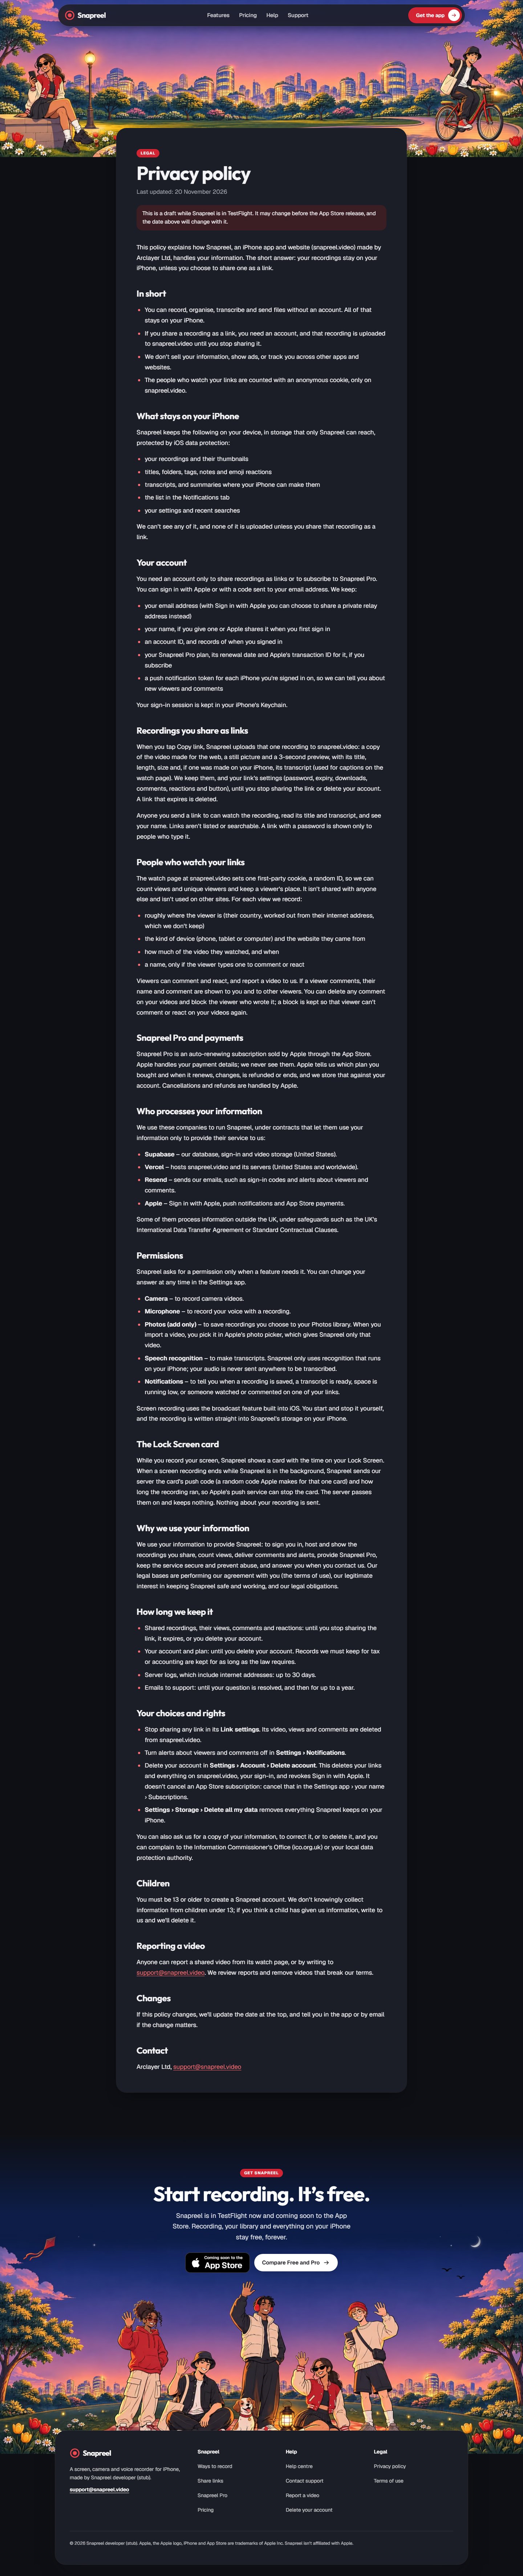 Snapreel
Features Pricing Help Support
Get the app
LEGAL
Privacy policy
Last updated: 20 November 2026
This is a draft while Snapreel is in TestFlight. It may change before the App Store release, and
the date above will change with it.
This policy explains how Snapreel, an iPhone app and website (snapreel.video) made by
Arclayer Ltd, handles your information. The short answer: your recordings stay on your
iPhone, unless you choose to share one as a link.
In short
You can record, organise, transcribe and send files without an account. All of that
stays on your iPhone.
If you share a recording as a link, you need an account, and that recording is uploaded
to snapreel.video until you stop sharing it.
We don't sell your information, show ads, or track you across other apps and
websites.
The people who watch your links are counted with an anonymous cookie, only on
snapreel.video.
What stays on your iPhone
Snapreel keeps the following on your device, in storage that only Snapreel can reach,
protected by iOS data protection:
your recordings and their thumbnails
titles, folders, tags, notes and emoji reactions
transcripts, and summaries where your iPhone can make them
the list in the Notifications tab
your settings and recent searches
We can't see any of it, and none of it is uploaded unless you share that recording as a
link.
Your account
You need an account only to share recordings as links or to subscribe to Snapreel Pro.
You can sign in with Apple or with a code sent to your email address. We keep:
your email address (with Sign in with Apple you can choose to share a private relay
address instead)
your name, if you give one or Apple shares it when you first sign in
an account ID, and records of when you signed in
your Snapreel Pro plan, its renewal date and Apple's transaction ID for it, if you
subscribe
a push notification token for each iPhone you're signed in on, so we can tell you about
new viewers and comments
Your sign-in session is kept in your iPhone's Keychain.
Recordings you share as links
When you tap Copy link, Snapreel uploads that one recording to snapreel.video: a copy
of the video made for the web, a still picture and a 3-second preview, with its title,
length, size and, if one was made on your iPhone, its transcript (used for captions on the
watch page). We keep them, and your link's settings (password, expiry, downloads,
comments, reactions and button), until you stop sharing the link or delete your account.
A link that expires is deleted.
Anyone you send a link to can watch the recording, read its title and transcript, and see
your name. Links aren't listed or searchable. A link with a password is shown only to
people who type it.
People who watch your links
The watch page at snapreel.video sets one first-party cookie, a random ID, so we can
count views and unique viewers and keep a viewer's place. It isn't shared with anyone
else and isn't used on other sites. For each view we record:
roughly where the viewer is (their country, worked out from their internet address,
which we don't keep)
the kind of device (phone, tablet or computer) and the website they came from
how much of the video they watched, and when
a name, only if the viewer types one to comment or react
Viewers can comment and react, and report a video to us. If a viewer comments, their
name and comment are shown to you and to other viewers. You can delete any comment
on your videos and block the viewer who wrote it; a block is kept so that viewer can't
comment or react on your videos again.
Snapreel Pro and payments
Snapreel Pro is an auto-renewing subscription sold by Apple through the App Store.
Apple handles your payment details; we never see them. Apple tells us which plan you
bought and when it renews, changes, is refunded or ends, and we store that against your
account. Cancellations and refunds are handled by Apple.
Who processes your information
We use these companies to run Snapreel, under contracts that let them use your
information only to provide their service to us:
Supabase – our database, sign-in and video storage (United States).
Vercel – hosts snapreel.video and its servers (United States and worldwide).
Resend – sends our emails, such as sign-in codes and alerts about viewers and
comments.
Apple – Sign in with Apple, push notifications and App Store payments.
Some of them process information outside the UK, under safeguards such as the UK's
International Data Transfer Agreement or Standard Contractual Clauses.
Permissions
Snapreel asks for a permission only when a feature needs it. You can change your
answer at any time in the Settings app.
Camera – to record camera videos.
Microphone – to record your voice with a recording.
Photos (add only) – to save recordings you choose to your Photos library. When you
import a video, you pick it in Apple's photo picker, which gives Snapreel only that
video.
Speech recognition – to make transcripts. Snapreel only uses recognition that runs
on your iPhone; your audio is never sent anywhere to be transcribed.
Notifications – to tell you when a recording is saved, a transcript is ready, space is
running low, or someone watched or commented on one of your links.
Screen recording uses the broadcast feature built into iOS. You start and stop it yourself,
and the recording is written straight into Snapreel's storage on your iPhone.
The Lock Screen card
While you record your screen, Snapreel shows a card with the time on your Lock Screen.
When a screen recording ends while Snapreel is in the background, Snapreel sends our
server the card's push code (a random code Apple makes for that one card) and how
long the recording ran, so Apple's push service can stop the card. The server passes
them on and keeps nothing. Nothing about your recording is sent.
Why we use your information
We use your information to provide Snapreel: to sign you in, host and show the
recordings you share, count views, deliver comments and alerts, provide Snapreel Pro,
keep the service secure and prevent abuse, and answer you when you contact us. Our
legal bases are performing our agreement with you (the terms of use), our legitimate
interest in keeping Snapreel safe and working, and our legal obligations.
How long we keep it
Shared recordings, their views, comments and reactions: until you stop sharing the
link, it expires, or you delete your account.
Your account and plan: until you delete your account. Records we must keep for tax
or accounting are kept for as long as the law requires.
Server logs, which include internet addresses: up to 30 days.
Emails to support: until your question is resolved, and then for up to a year.
Your choices and rights
Stop sharing any link in its Link settings. Its video, views and comments are deleted
from snapreel.video.
Turn alerts about viewers and comments off in Settings › Notifications.
Delete your account in Settings › Account › Delete account. This deletes your links
and everything on snapreel.video, your sign-in, and revokes Sign in with Apple. It
doesn't cancel an App Store subscription: cancel that in the Settings app › your name
› Subscriptions.
Settings › Storage › Delete all my data removes everything Snapreel keeps on your
iPhone.
You can also ask us for a copy of your information, to correct it, or to delete it, and you
can complain to the Information Commissioner's Office (ico.org.uk) or your local data
protection authority.
Children
You must be 13 or older to create a Snapreel account. We don't knowingly collect
information from children under 13; if you think a child has given us information, write to
us and we'll delete it.
Reporting a video
Anyone can report a shared video from its watch page, or by writing to
support@snapreel.video. We review reports and remove videos that break our terms.
Changes
If this policy changes, we'll update the date at the top, and tell you in the app or by email
if the change matters.
Contact
Arclayer Ltd, support@snapreel.video
GET SNAPREEL
Start recording. It's free.
Snapreel is in TestFlight now and coming soon to the App
Store. Recording, your library and everything on your iPhone
stay free, forever.
Coming soon to the
App Store
Compare Free and Pro
Snapreel
A screen, camera and voice recorder for iPhone,
made by Snapreel developer (stub).
support@snapreel.video
Snapreel
Ways to record
Share links
Snapreel Pro
Pricing
Help
Help centre
Contact support
Report a video
Delete your account
Legal
Privacy policy
Terms of use
© 2026 Snapreel developer (stub). Apple, the Apple logo, iPhone and App Store are trademarks of Apple Inc. Snapreel isn't affiliated with Apple.